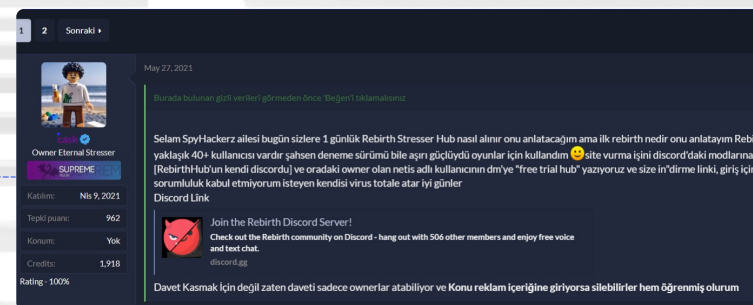 1 2 Sonraki
May 27, 2021
Burada bulunan gizli verileri görmeden önce 'Beğen'i tıklamalısınız
Owner Eternal Stresser
SUPREME
Katılım: Nis 9, 2021
Tepki puanı: 962
Konum: Yok
Credits: 1,918
Rating - 100%
Selam SpyHackerz ailesi bugün sizlere 1 günlük Rebirth Stresser Hub nasıl alınır onu anlatacağım ama ilk rebirth nedir onu anlatayım Rebi
yaklaşık 40+ kullanıcısı vardır şahsen deneme sürümü bile aşırı güçlüydü oyunlar için kullandım 🙂site vurma işini discord'daki modlarına
[RebirthHub'un kendi discordu] ve oradaki owner olan netis adlı kullanıcının dm'ye "free trial hub" yazıyoruz ve size in"dirme linki, giriş için
sorumluluk kabul etmiyorum isteyen kendisi virus totale atar iyi günler
Discord Link
Join the Rebirth Discord Server!
Check out the Rebirth community on Discord - hang out with 506 other members and enjoy free voice
and text chat.
discord.gg
Davet Kasmak İçin değil zaten daveti sadece ownerlar atabiliyor ve Konu reklam içeriğine giriyorsa silebilirler hem öğrenmiş olurum